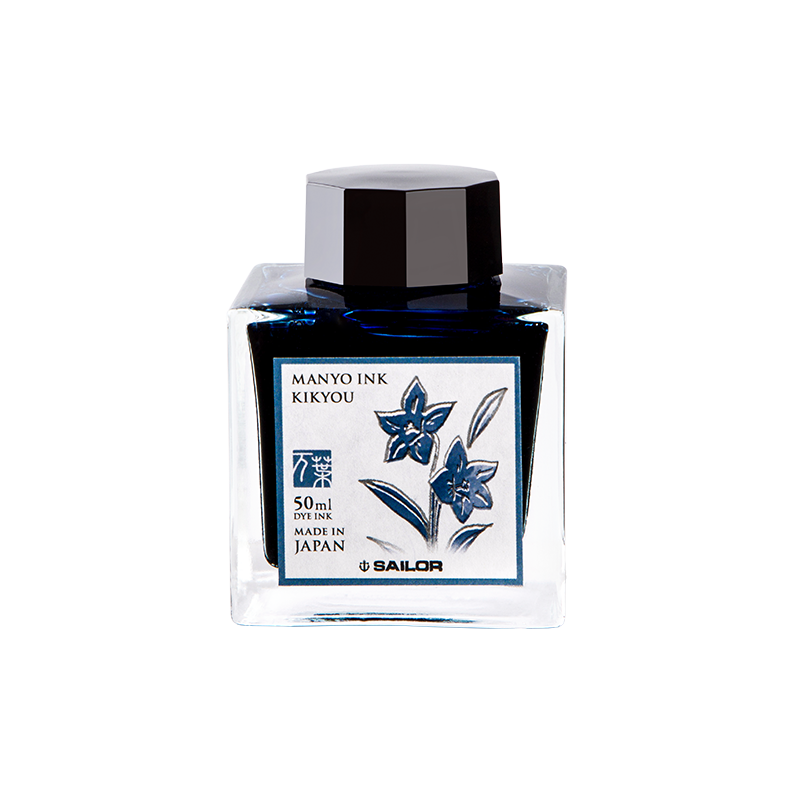 MANYO INK
KIKYOU
万葉
50ml
DYE INK
MADE IN
JAPAN
SAILOR